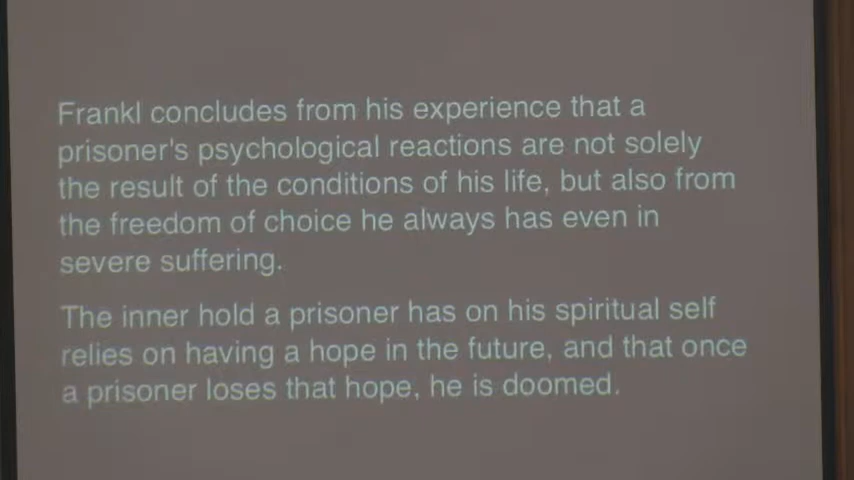 Frankl concludes from his experience that a
prisoner's psychological reactions are not solely
the result of the conditions of his life, but also from
the freedom of choice he always has even in
severe suffering.
The inner hold a prisoner has on his spiritual self
relies on having a hope in the future, and that once
a prisoner loses that hope, he is doomed.